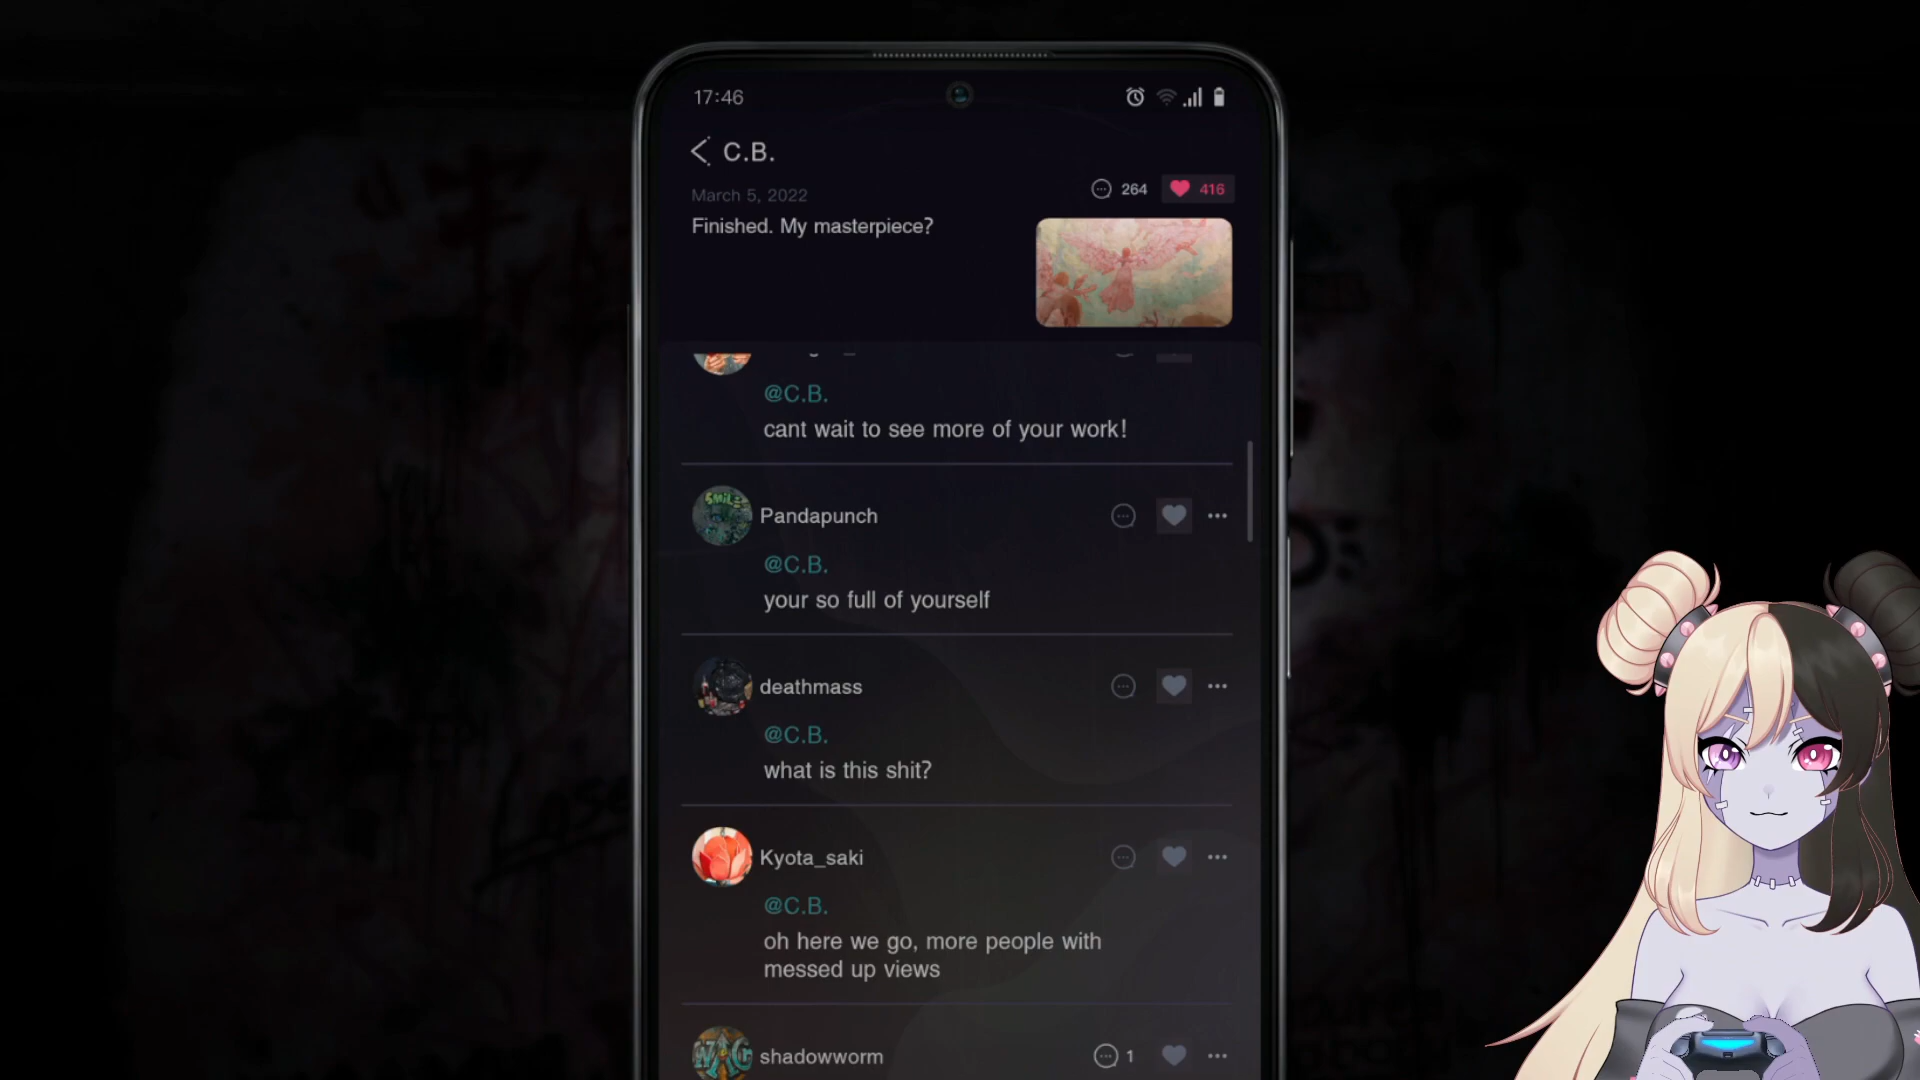 17:46
C.B.
March 5, 2022
264
416
Finished. My masterpiece?
@C.B.
cant wait to see more of your work!
SMILE
Pandapunch
@C.B.
your so full of yourself
deathmass
@C.B.
what is this shit?
Kyota_saki
@C.B.
oh here we go, more people with
messed up views
shadowworm
1